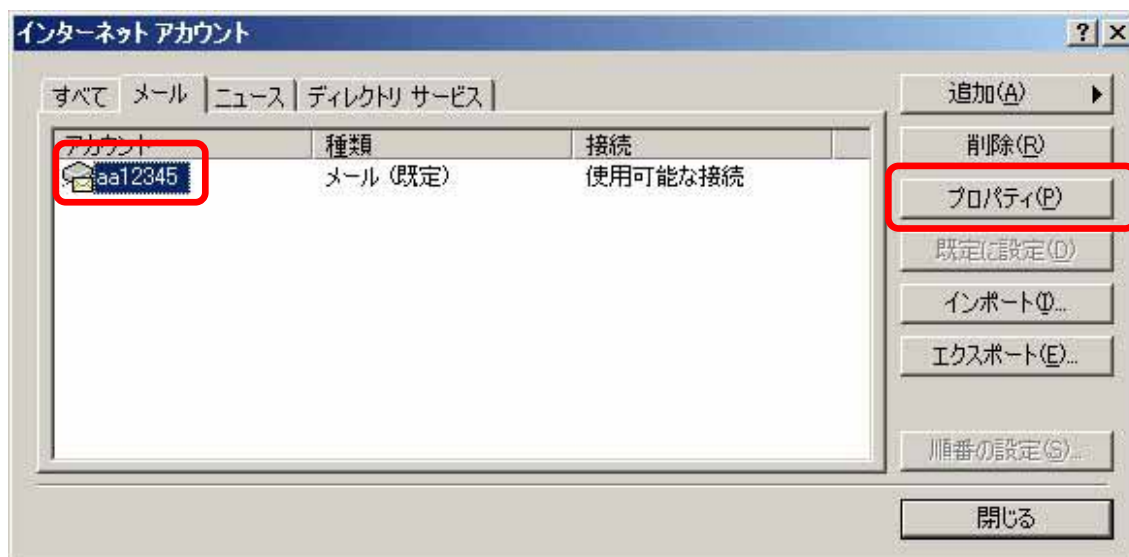 インターネット アカウント
すべて メール ニュース ディレクトリ サービス
アカウント 種類 接続
aa12345 メール (既定) 使用可能な接続
追加(A)
削除(R)
プロパティ(P)
既定に設定(D)
インポート(I)...
エクスポート(E)...
順番の設定(S)...
閉じる